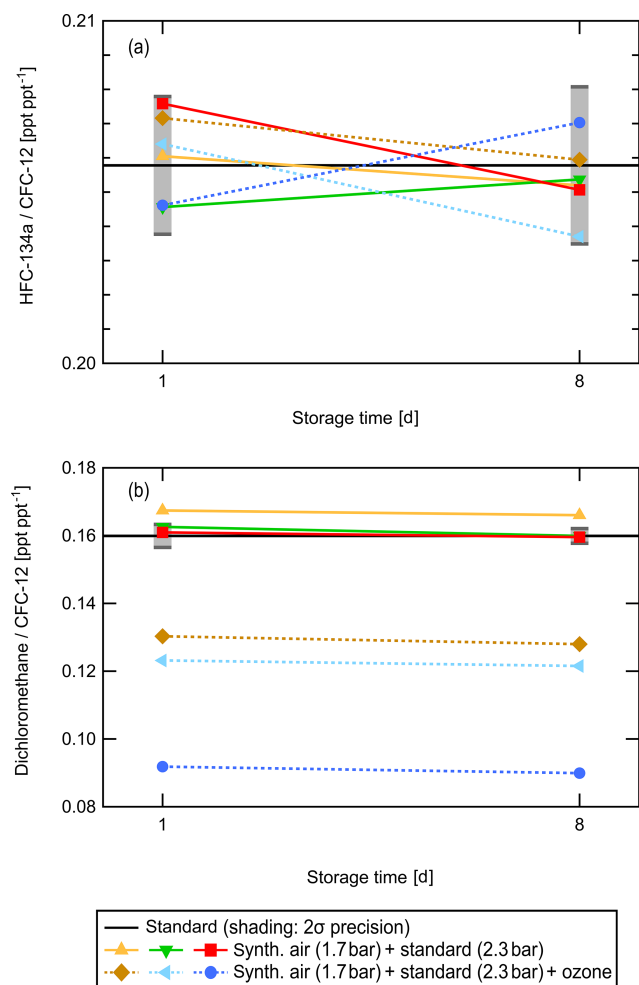 0.21
(a)
HFC-134a / CFC-12 [ppt ppt⁻¹]
0.20
1
8
Storage time [d]
0.18
(b)
0.16
Dichloromethane / CFC-12 [ppt ppt⁻¹]
0.14
0.12
0.10
0.08
1
8
Storage time [d]
Standard (shading: 2σ precision)
Synth. air (1.7 bar) + standard (2.3 bar)
Synth. air (1.7 bar) + standard (2.3 bar) + ozone